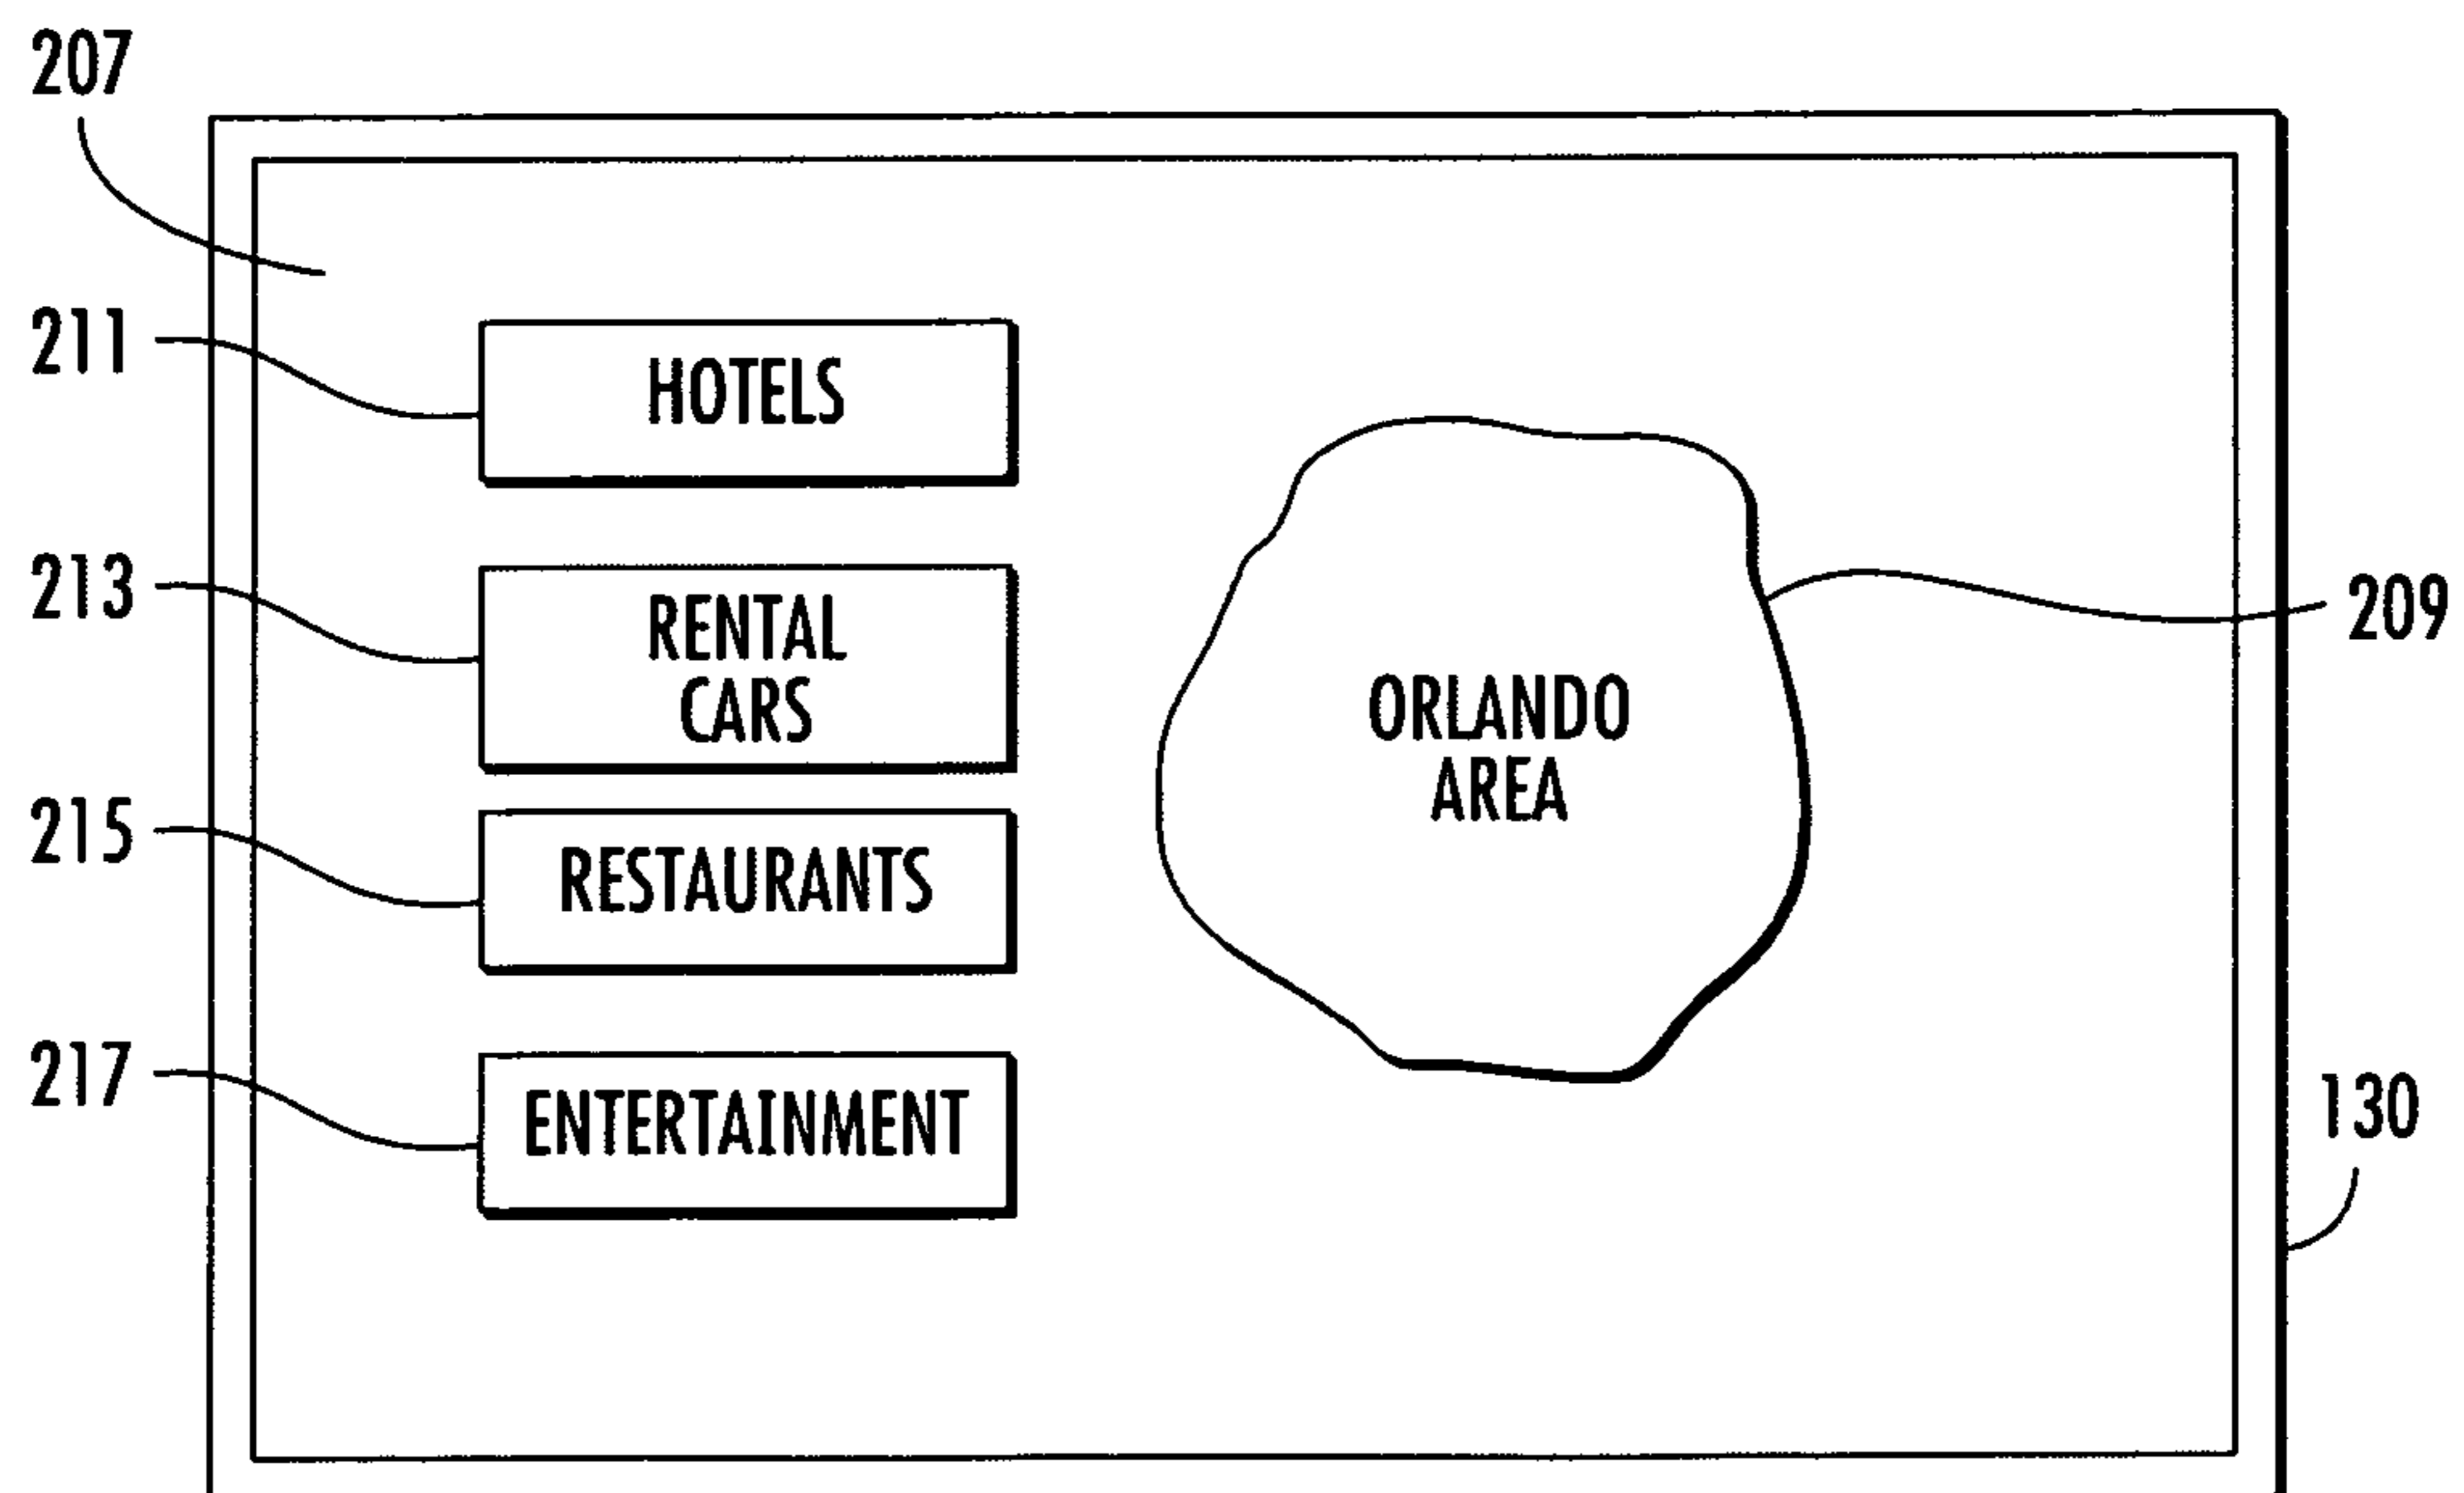 207
211
HOTELS
213
RENTAL
CARS
209
ORLANDO
AREA
215
RESTAURANTS
217
ENTERTAINMENT
130